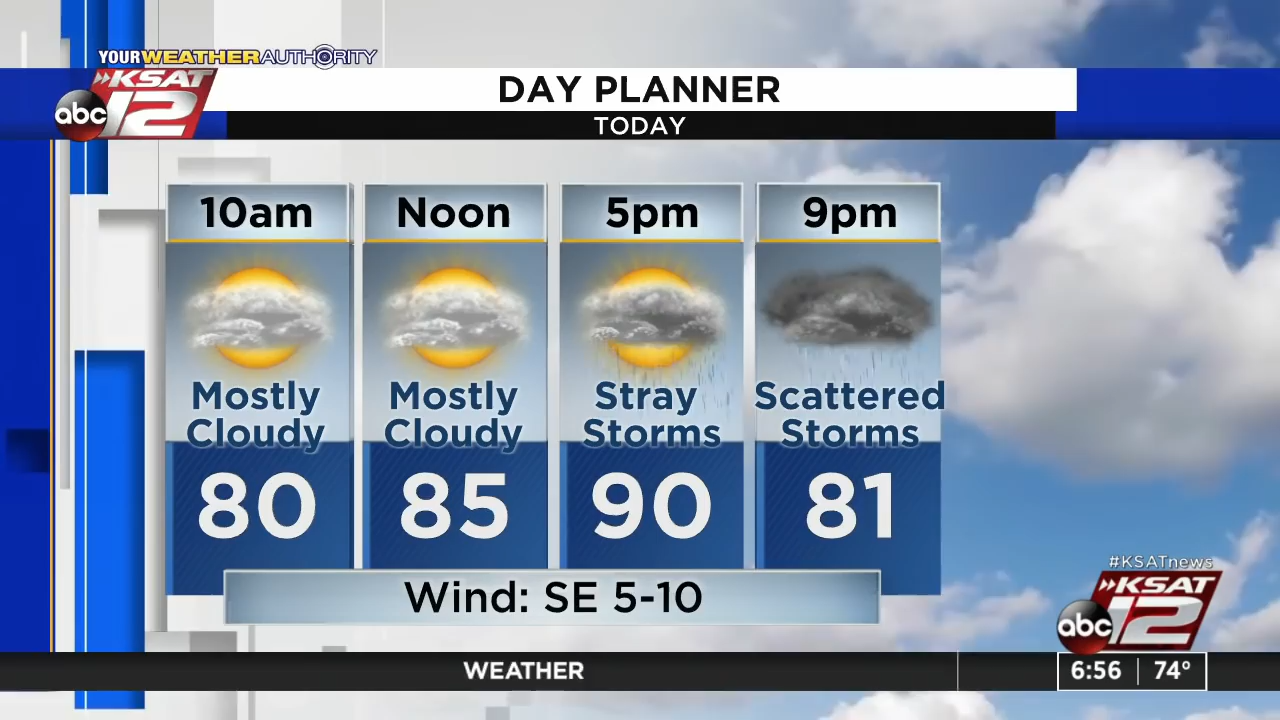 YOURWEATHERAUTHORITY
KSAT
abc 12
DAY PLANNER
TODAY
10am
Mostly
Cloudy
80
Noon
Mostly
Cloudy
85
5pm
Stray
Storms
90
9pm
Scattered
Storms
81
Wind: SE 5-10
#KSATnews
KSAT
abc 12
WEATHER
6:56 74°